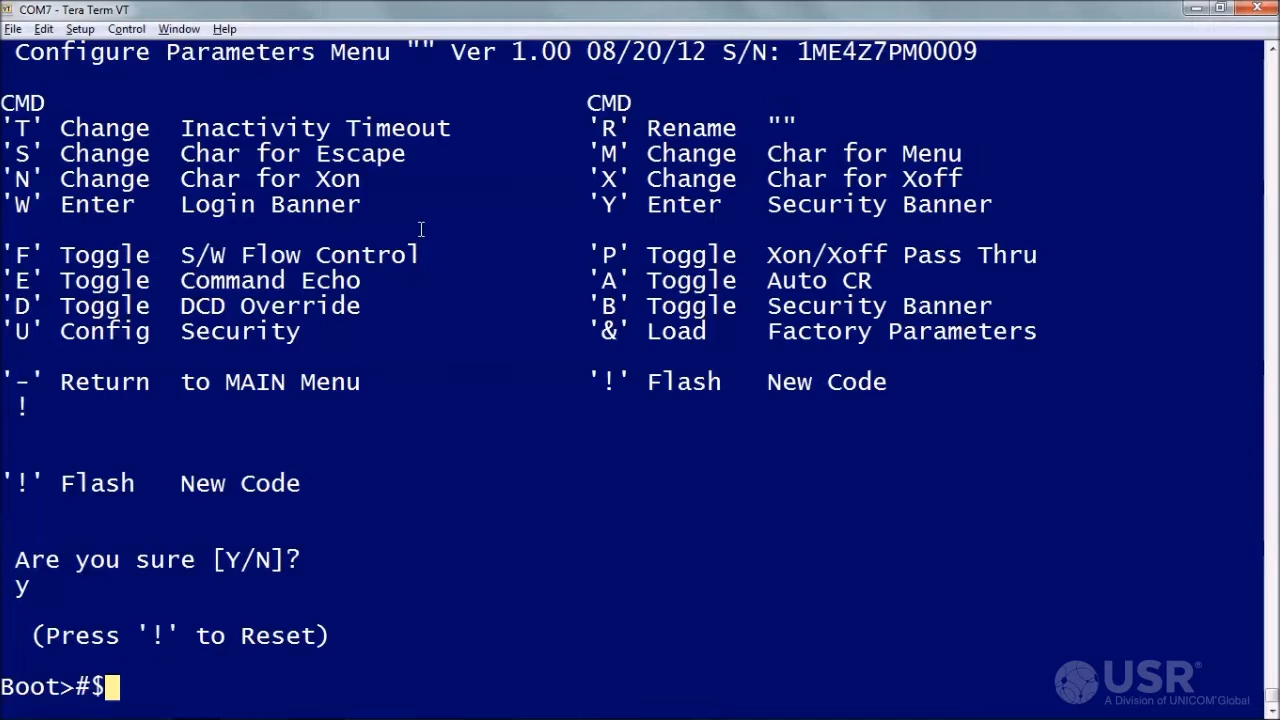 COM7 - Tera Term VT
File Edit Setup Control Window Help
Configure Parameters Menu "" Ver 1.00 08/20/12 S/N: 1ME4Z7PM0009
CMD CMD
'T' Change Inactivity Timeout 'R' Rename ""
'S' Change Char for Escape 'M' Change Char for Menu
'N' Change Char for Xon 'X' Change Char for Xoff
'W' Enter Login Banner 'Y' Enter Security Banner
'F' Toggle S/W Flow Control 'P' Toggle Xon/Xoff Pass Thru
'E' Toggle Command Echo 'A' Toggle Auto CR
'D' Toggle DCD Override 'B' Toggle Security Banner
'U' Config Security '&' Load Factory Parameters
'-' Return to MAIN Menu '!' Flash New Code
!
'!' Flash New Code
Are you sure [Y/N]?
y
(Press '!' to Reset)
Boot>#$
USR®
A Division of UNICOM® Global